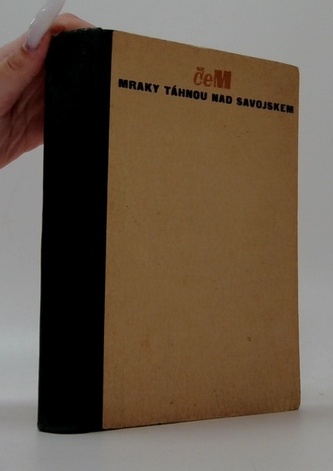 čeM
MRAKY TÁHNOU NAD SAVOJSKEM